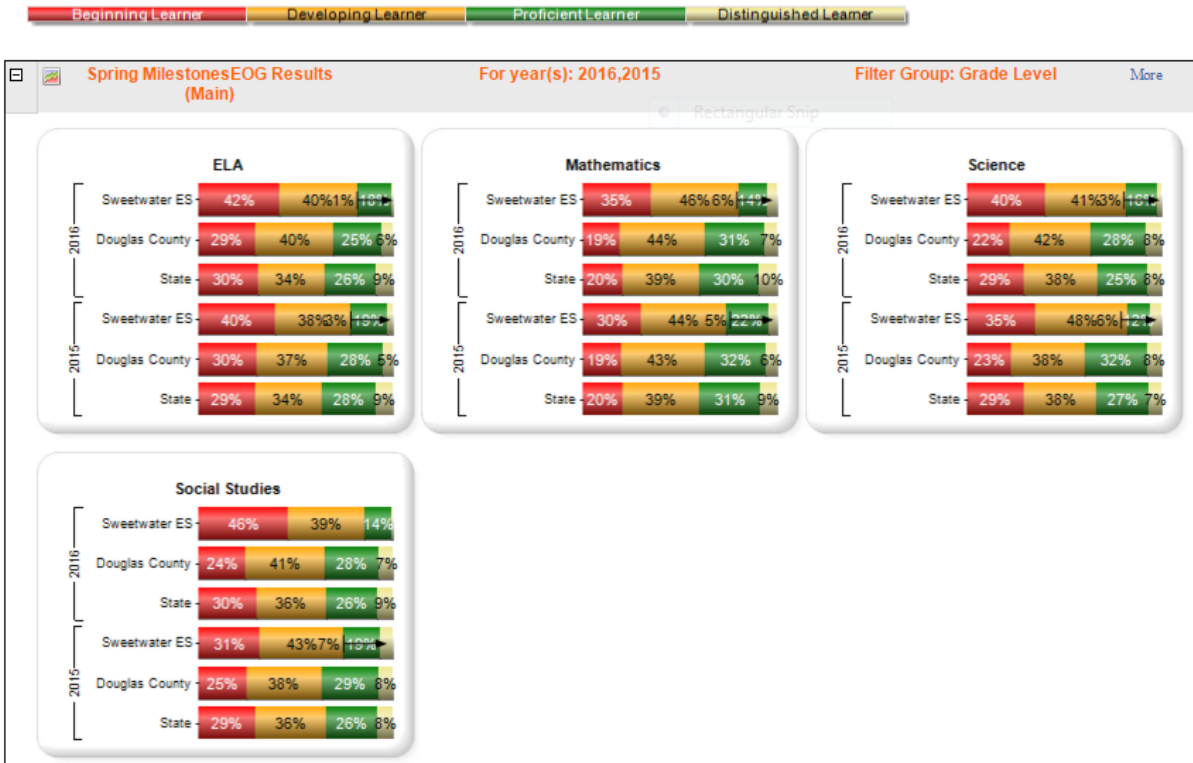 Beginning Learner Developing Learner Proficient Learner Distinguished Learner
Spring MilestonesEOG Results For year(s): 2016,2015 Filter Group: Grade Level More
(Main)
Rectangular Snip
ELA
2016
Sweetwater ES 42% 40% 1% 18%
Douglas County 29% 40% 25% 6%
State 30% 34% 26% 9%
2015
Sweetwater ES 40% 38% 3% 19%
Douglas County 30% 37% 28% 5%
State 29% 34% 28% 9%
Mathematics
2016
Sweetwater ES 35% 46% 6% 14%
Douglas County 19% 44% 31% 7%
State 20% 39% 30% 10%
2015
Sweetwater ES 30% 44% 5% 22%
Douglas County 19% 43% 32% 6%
State 20% 39% 31% 9%
Science
2016
Sweetwater ES 40% 41% 3% 16%
Douglas County 22% 42% 28% 8%
State 29% 38% 25% 8%
2015
Sweetwater ES 35% 48% 6% 12%
Douglas County 23% 38% 32% 8%
State 29% 38% 27% 7%
Social Studies
2016
Sweetwater ES 46% 39% 14%
Douglas County 24% 41% 28% 7%
State 30% 36% 26% 9%
2015
Sweetwater ES 31% 43% 7% 19%
Douglas County 25% 38% 29% 8%
State 29% 36% 26% 8%